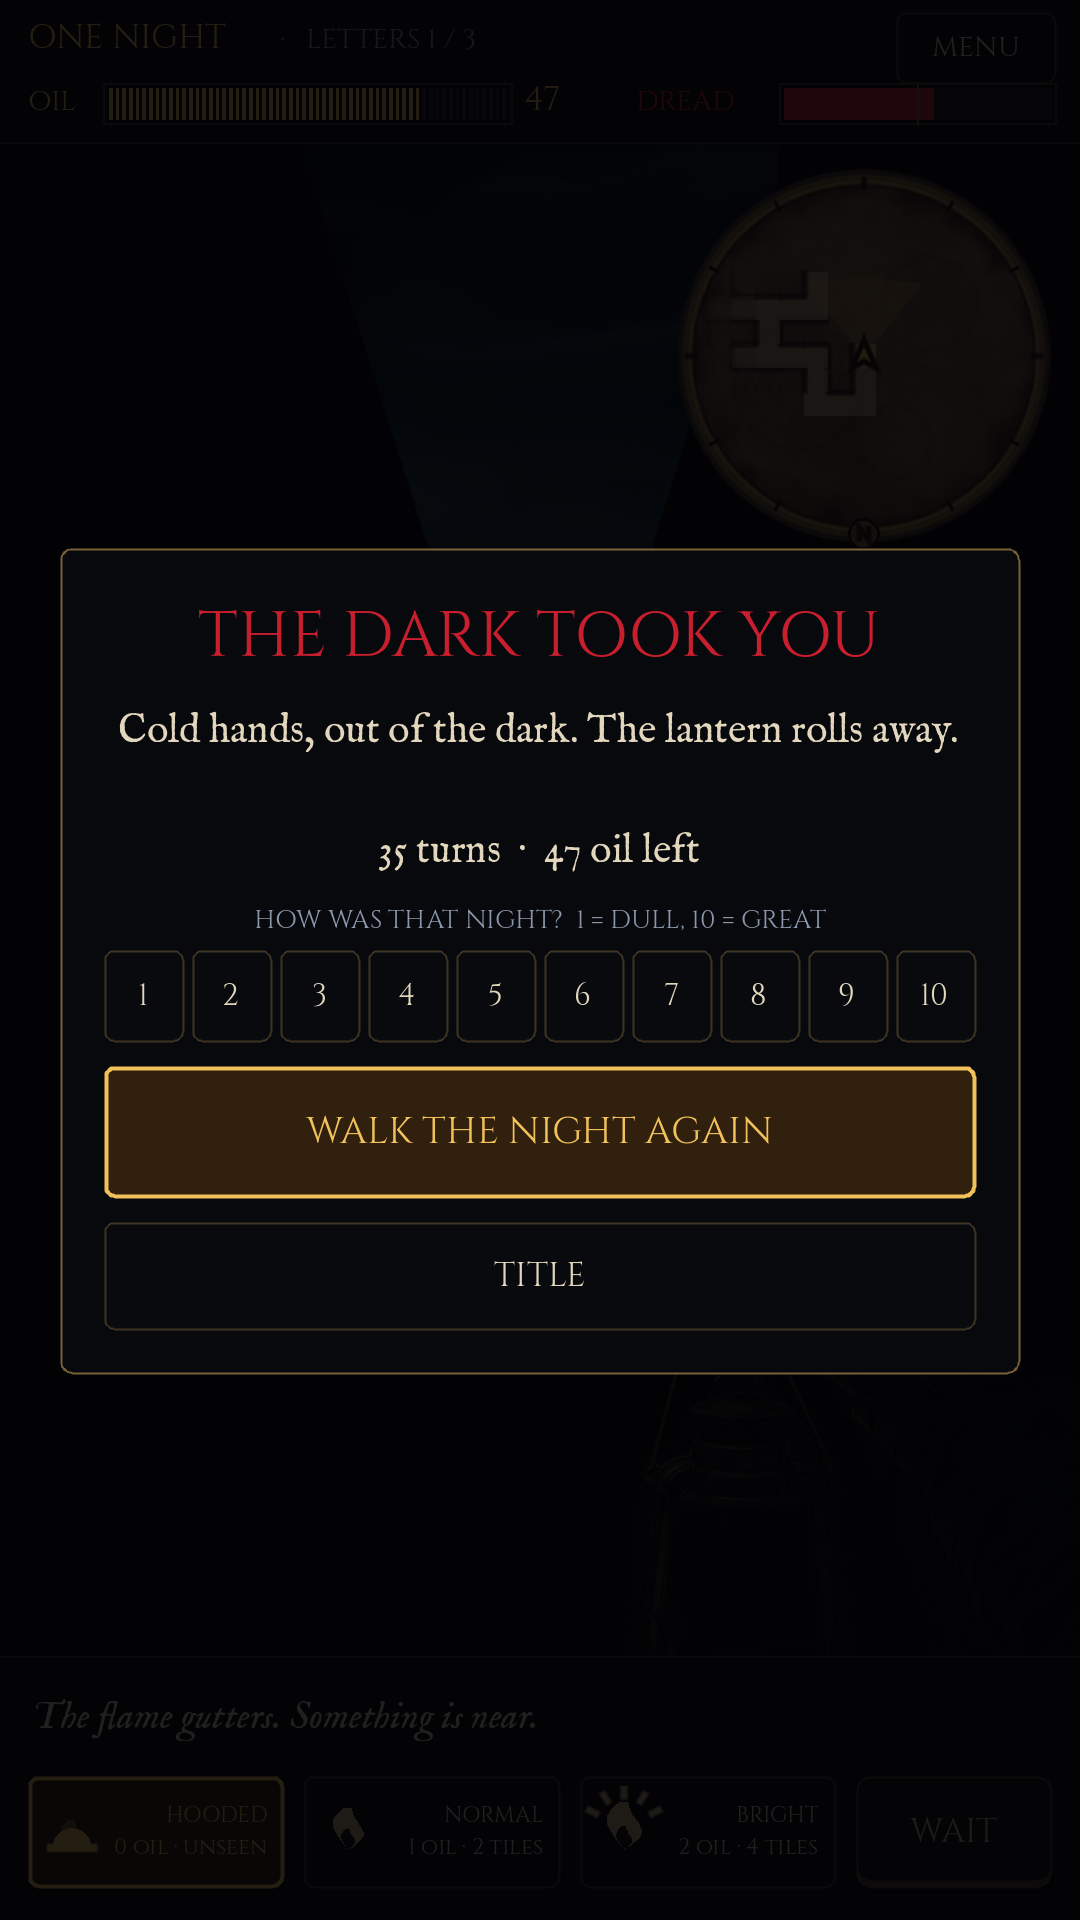 ONE NIGHT · LETTERS 1 / 3
MENU
OIL 47 DREAD
N
THE DARK TOOK YOU
Cold hands, out of the dark. The lantern rolls away.
35 turns · 47 oil left
HOW WAS THAT NIGHT? 1 = DULL, 10 = GREAT
1 2 3 4 5 6 7 8 9 10
WALK THE NIGHT AGAIN
TITLE
The flame gutters. Something is near.
HOODED
0 OIL · UNSEEN
NORMAL
1 OIL · 2 TILES
BRIGHT
2 OIL · 4 TILES
WAIT